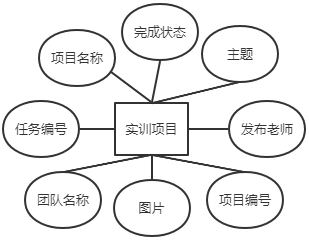 完成状态
项目名称
主题
任务编号
实训项目
发布老师
团队名称
图片
项目编号